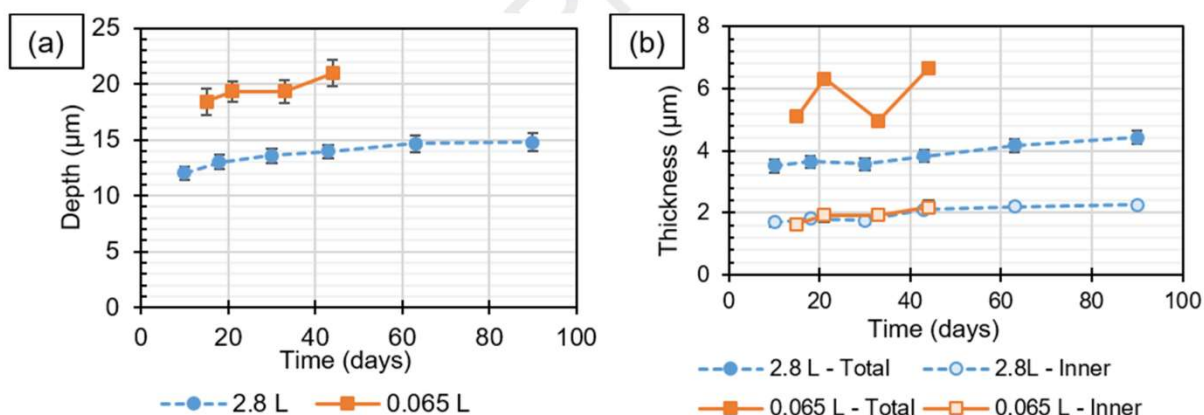 (a)
25
20
15
10
5
0
Depth (μm)
0 20 40 60 80 100
Time (days)
2.8 L 0.065 L
(b)
8
6
4
2
0
Thickness (μm)
0 20 40 60 80 100
Time (days)
2.8 L - Total 2.8L - Inner
0.065 L - Total 0.065 L - Inner